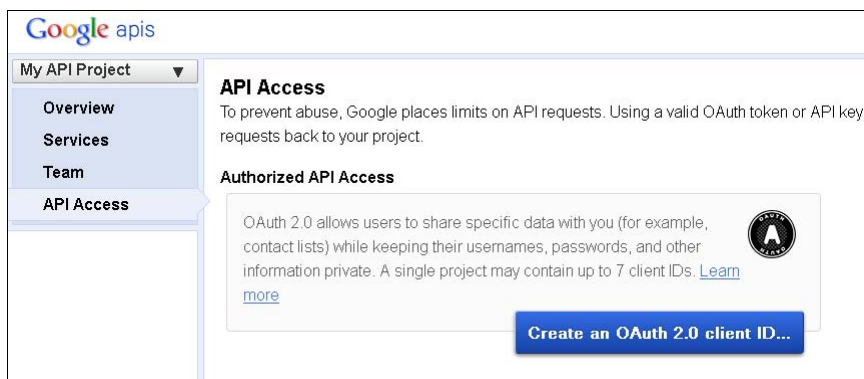 Google apis
My API Project
Overview
Services
Team
API Access
API Access
To prevent abuse, Google places limits on API requests. Using a valid OAuth token or API key
requests back to your project.
Authorized API Access
OAuth 2.0 allows users to share specific data with you (for example,
contact lists) while keeping their usernames, passwords, and other
information private. A single project may contain up to 7 client IDs. Learn
more
OAUTH
A
OAUTH
Create an OAuth 2.0 client ID...